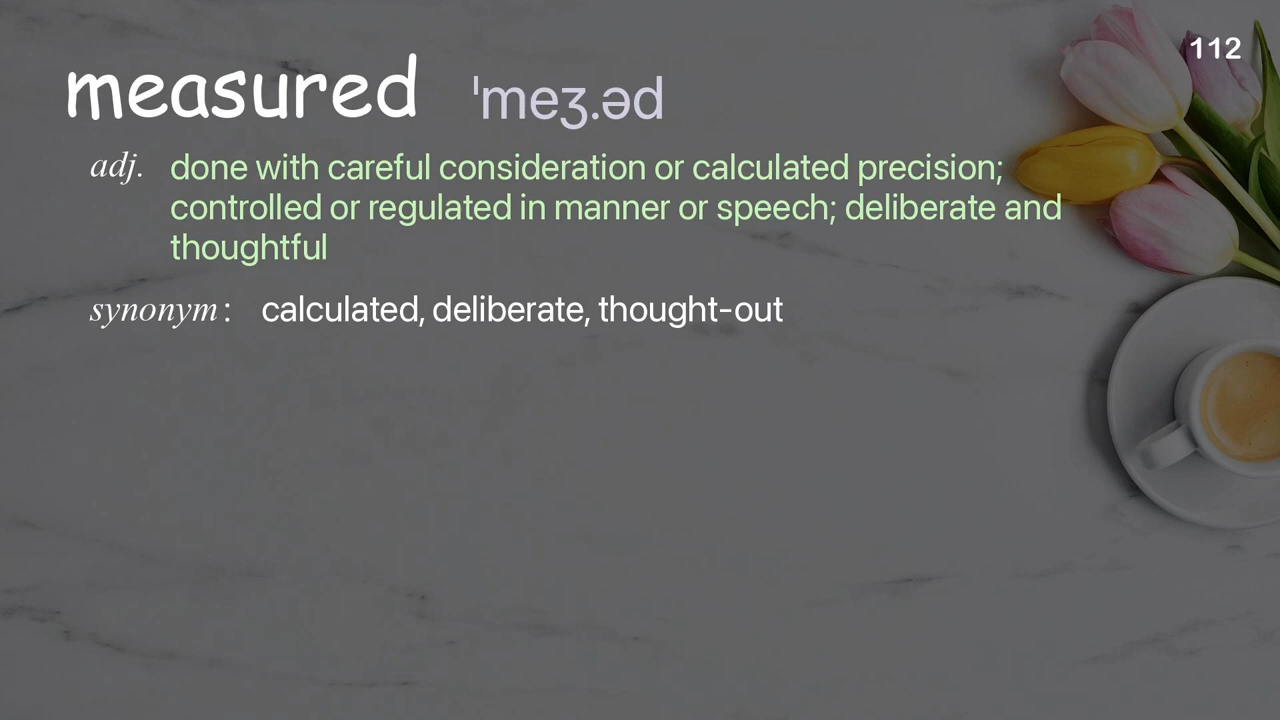 112
measured ˈmeʒ.əd
adj. done with careful consideration or calculated precision;
controlled or regulated in manner or speech; deliberate and
thoughtful
synonym : calculated, deliberate, thought-out